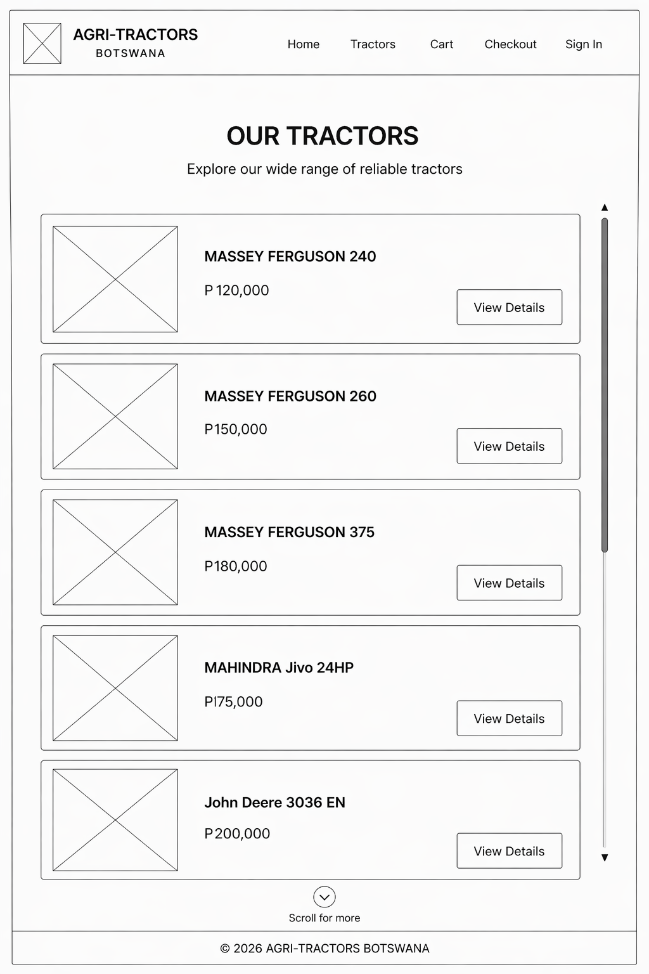 AGRI-TRACTORS
BOTSWANA
Home Tractors Cart Checkout Sign In
OUR TRACTORS
Explore our wide range of reliable tractors
MASSEY FERGUSON 240
P 120,000
View Details
MASSEY FERGUSON 260
P150,000
View Details
MASSEY FERGUSON 375
P180,000
View Details
MAHINDRA Jivo 24HP
P175,000
View Details
John Deere 3036 EN
P200,000
View Details
Scroll for more
© 2026 AGRI-TRACTORS BOTSWANA